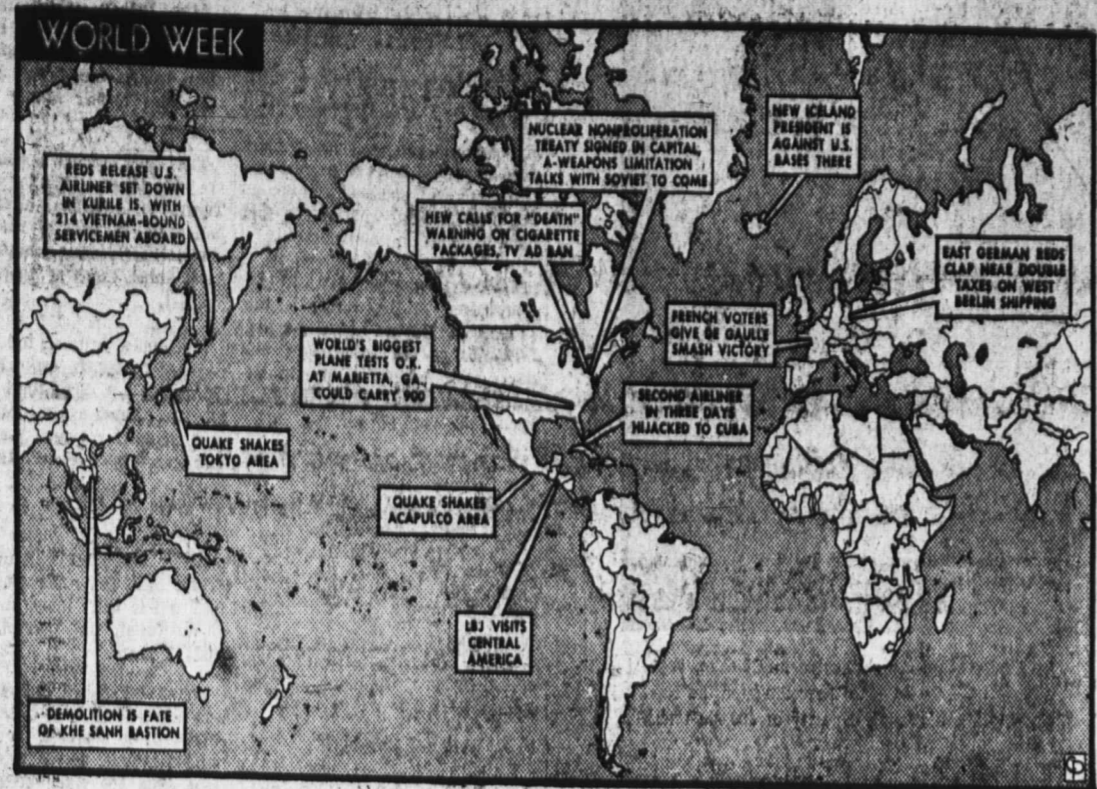 WORLD WEEK
REDS RELEASE U.S.
AIRLINER SET DOWN
IN KURILE IS. WITH
214 VIETNAM-BOUND
SERVICEMEN ABOARD
NUCLEAR NONPROLIFERATION
TREATY SIGNED IN CAPITAL,
A-WEAPONS LIMITATION
TALKS WITH SOVIET TO COME
NEW ICELAND
PRESIDENT IS
AGAINST U.S.
BASES THERE
NEW CALLS FOR "DEATH"
WARNING ON CIGARETTE
PACKAGES, TV AD BAN
EAST GERMAN REDS
CLAP NEAR DOUBLE
TAXES ON WEST
BERLIN SHIPPING
FRENCH VOTERS
GIVE DE GAULLE
SMASH VICTORY
WORLD'S BIGGEST
PLANE TESTS O.K.
AT MARIETTA, GA.
COULD CARRY 900
SECOND AIRLINER
IN THREE DAYS
HIJACKED TO CUBA
QUAKE SHAKES
TOKYO AREA
QUAKE SHAKES
ACAPULCO AREA
LBJ VISITS
CENTRAL
AMERICA
DEMOLITION IS FATE
OF KHE SANH BASTION